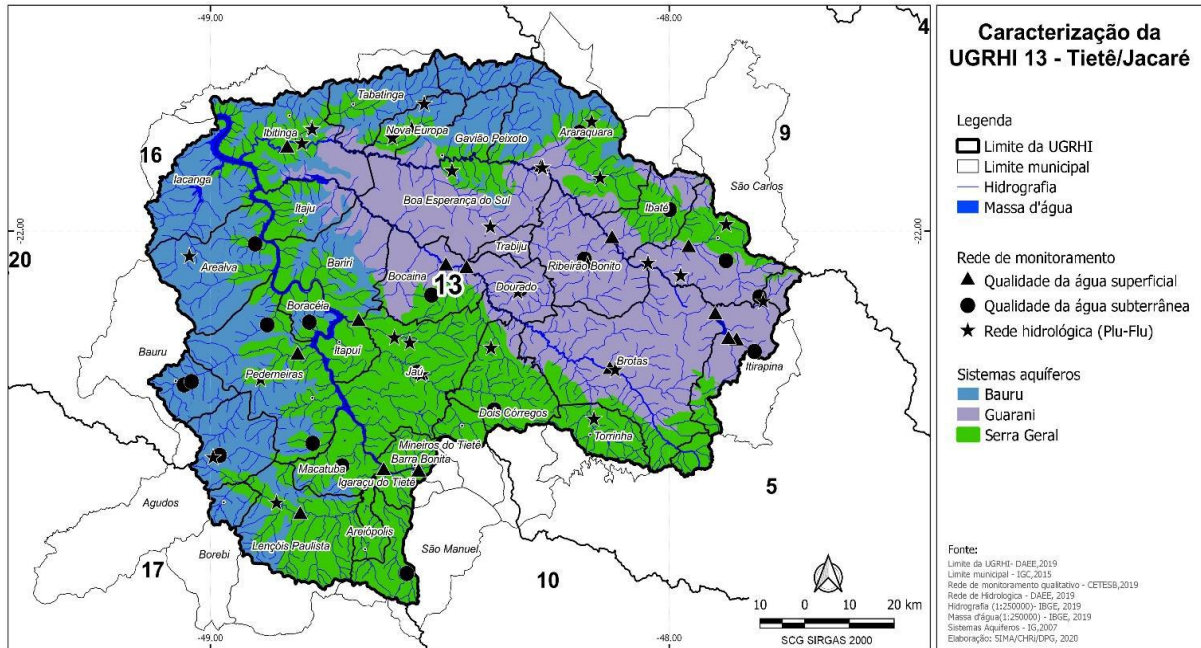 -49.00
-48.00
4
Caracterização da
UGRHI 13 - Tietê/Jacaré
Legenda
Limite da UGRHI
Limite municipal
Hidrografia
Massa d'água
Rede de monitoramento
Qualidade da água superficial
Qualidade da água subterrânea
Rede hidrológica (Plu-Flu)
Sistemas aquíferos
Bauru
Guarani
Serra Geral
Fonte:
Limite da UGRHI- DAEE,2019
Limite municipal - IGC,2015
Rede de monitoramento qualitativo - CETESB,2019
Rede de Hidrologica - DAEE, 2019
Hidrografia (1:250000)- IBGE, 2019
Massa d'água(1:250000) - IBGE, 2019
Sistemas Aquiferos - IG,2007
Elaboração: SIMA/CHRI/DPG, 2020
Tabatinga
Ibitinga
Nova Europa
Gavião Peixoto
Araraquara
9
16
Iacanga
São Carlos
Itaju
Boa Esperança do Sul
Ibaté
-22.00
-22.00
20
Arealva
Bariri
Trabiju
Bocaina
13
Ribeirão Bonito
Dourado
Boracéia
Itapuí
Bauru
Pederneiras
Jaú
Brotas
Itirapina
Dois Córregos
Torrinha
Mineiros do Tietê
Barra Bonita
Macatuba
Igaraçu do Tietê
5
Agudos
Areiópolis
Lençóis Paulista
São Manuel
Borebi
17
10
10 0 10 20 km
SCG SIRGAS 2000
-49.00
-48.00